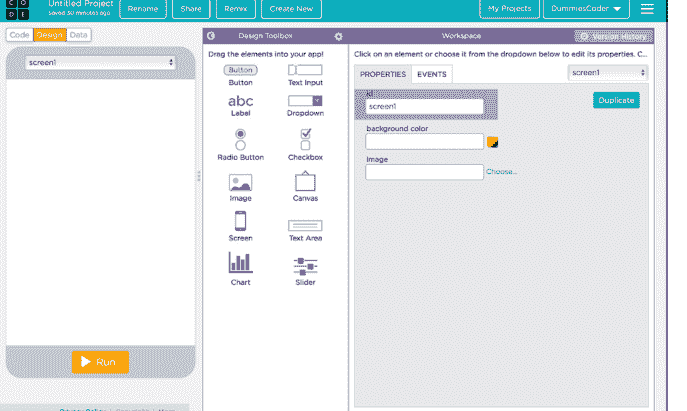 C O
D E
Untitled Project
Saved 30 minutes ago
Rename
Share
Remix
Create New
My Projects
DummiesCoder
Code
Design
Data
Design Toolbox
Workspace
Version History
screen1
Drag the elements into your app!
Click on an element or choose it from the dropdown below to edit its properties. C...
Button
Button
Text Input
abc
Label
Dropdown
Radio Button
Checkbox
Image
Canvas
Screen
Text Area
Chart
Slider
PROPERTIES
EVENTS
screen1
id
screen1
Duplicate
background color
image
Choose...
Run